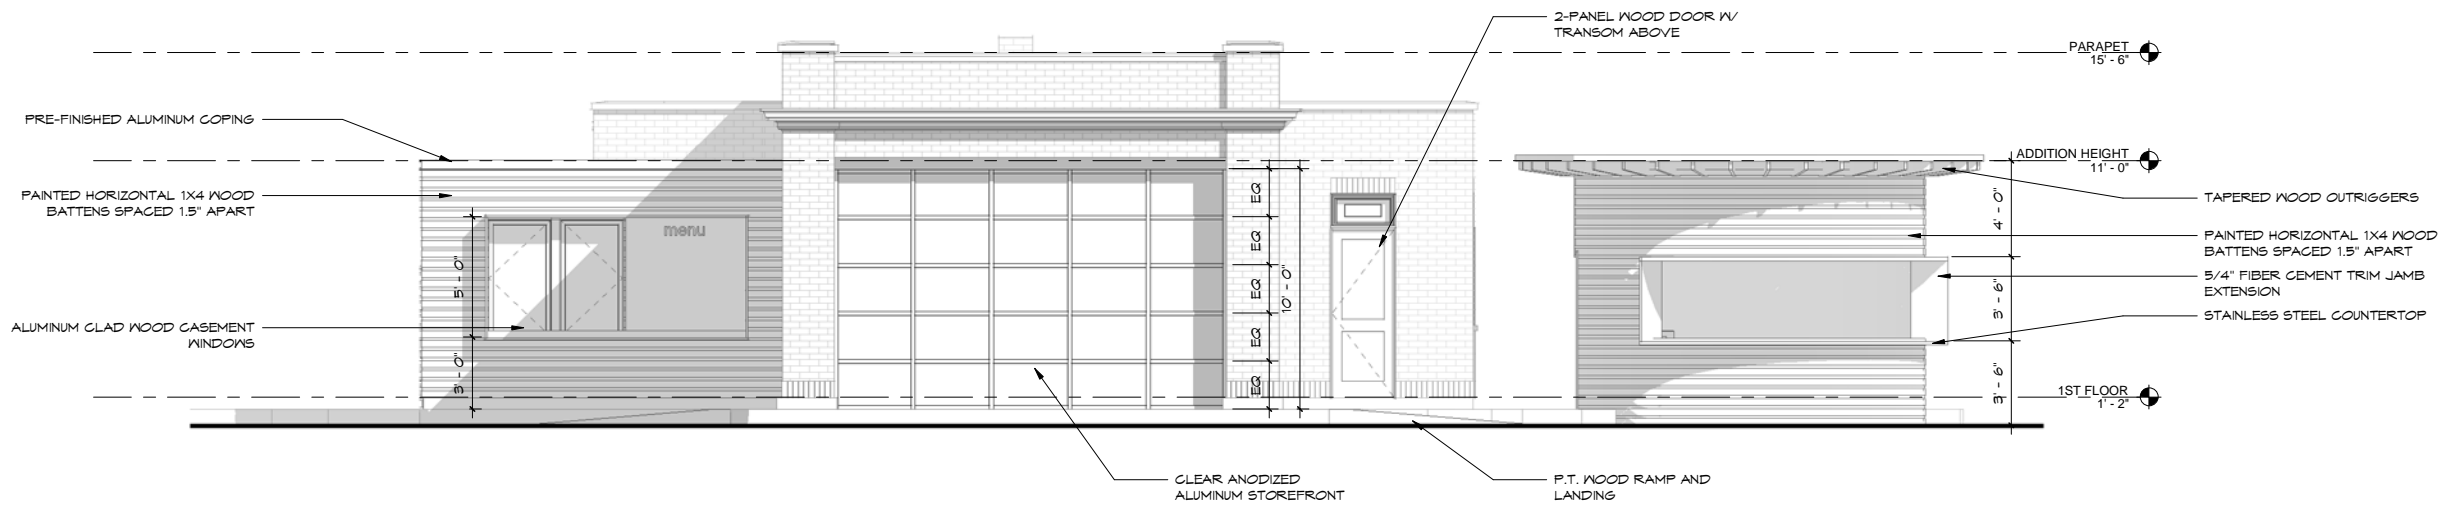 2-PANEL WOOD DOOR W/
TRANSOM ABOVE
PARAPET
15' - 6"
PRE-FINISHED ALUMINUM COPING
ADDITION HEIGHT
11' - 0"
PAINTED HORIZONTAL 1X4 WOOD
BATTENS SPACED 1.5" APART
TAPERED WOOD OUTRIGGERS
menu
EQ
EQ
EQ
EQ
EQ
10' - 0"
5' - 0"
3' - 0"
4' - 0"
3' - 6"
3' - 6"
PAINTED HORIZONTAL 1X4 WOOD
BATTENS SPACED 1.5" APART
5/4" FIBER CEMENT TRIM JAMB
EXTENSION
STAINLESS STEEL COUNTERTOP
ALUMINUM CLAD WOOD CASEMENT
WINDOWS
1ST FLOOR
1' - 2"
CLEAR ANODIZED
ALUMINUM STOREFRONT
P.T. WOOD RAMP AND
LANDING